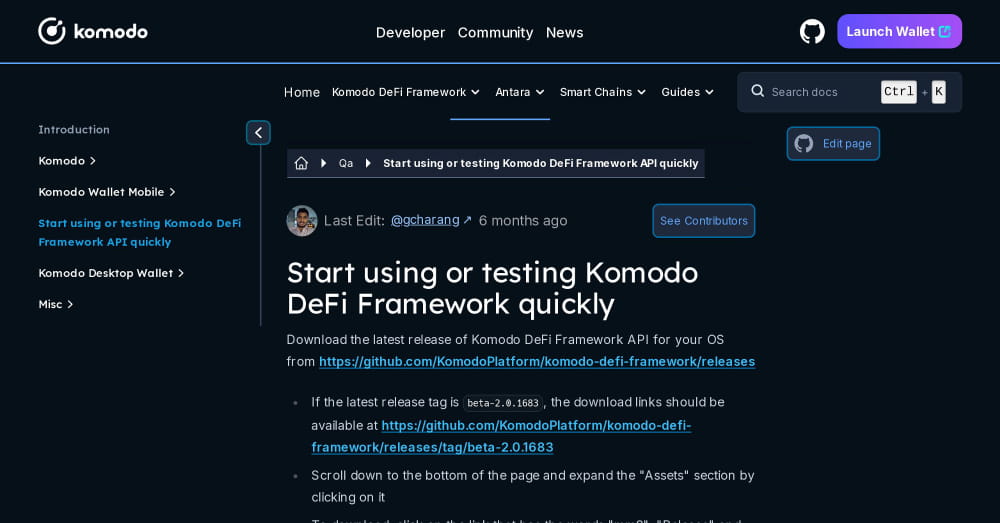 komodo
Developer Community News
Launch Wallet
Home Komodo DeFi Framework Antara Smart Chains Guides
Search docs Ctrl + K
Introduction
Komodo
Komodo Wallet Mobile
Start using or testing Komodo DeFi
Framework API quickly
Komodo Desktop Wallet
Misc
Edit page
Qa Start using or testing Komodo DeFi Framework API quickly
Last Edit: @gcharang ↗ 6 months ago
See Contributors
Start using or testing Komodo
DeFi Framework quickly
Download the latest release of Komodo DeFi Framework API for your OS
from https://github.com/KomodoPlatform/komodo-defi-framework/releases
If the latest release tag is beta-2.0.1683, the download links should be
available at https://github.com/KomodoPlatform/komodo-defi-
framework/releases/tag/beta-2.0.1683
Scroll down to the bottom of the page and expand the "Assets" section by
clicking on it